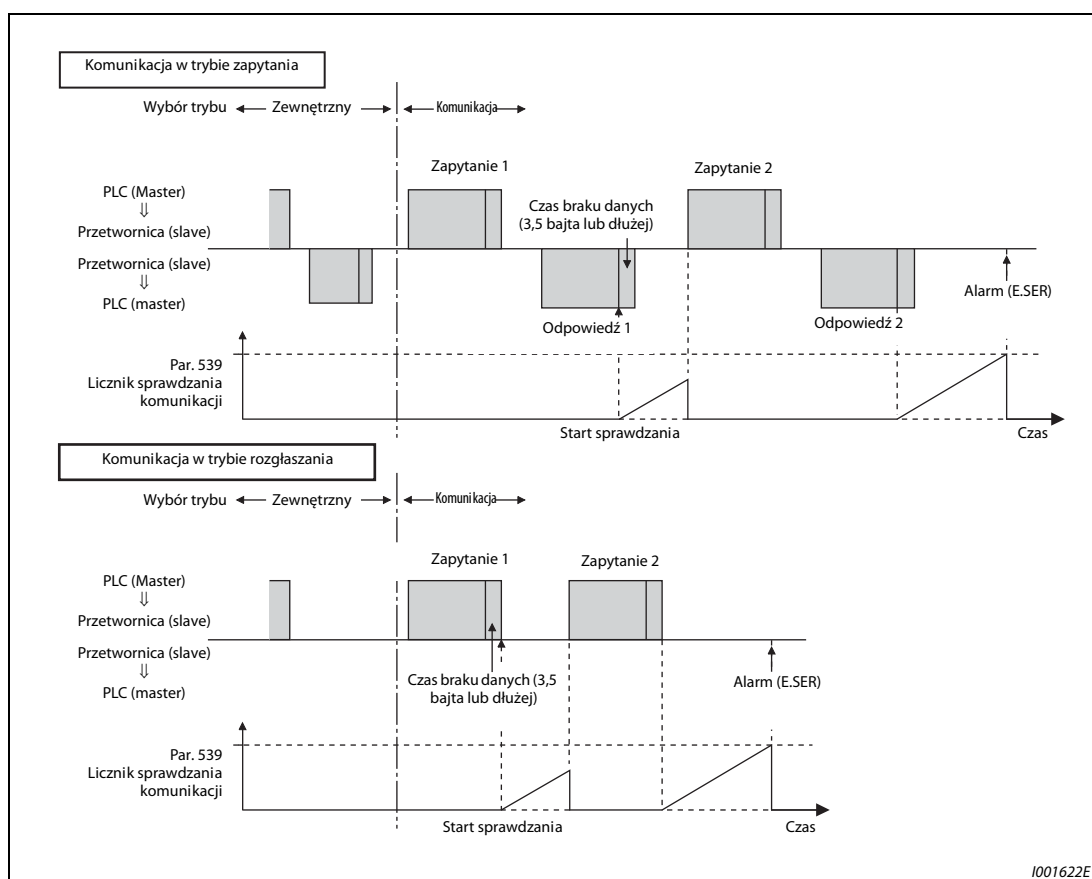 Komunikacja w trybie zapytania
Wybór trybu Zewnętrzny Komunikacja
Zapytanie 1
Zapytanie 2
PLC (Master)
⇓
Przetwornica (slave)
Czas braku danych
(3,5 bajta lub dłużej)
Przetwornica (slave)
⇓
PLC (master)
Alarm (E.SER)
Odpowiedź 1
Odpowiedź 2
Par. 539
Licznik sprawdzania
komunikacji
Start sprawdzania
Czas
Komunikacja w trybie rozgłaszania
Wybór trybu Zewnętrzny Komunikacja
Zapytanie 1
Zapytanie 2
PLC (Master)
⇓
Przetwornica (slave)
Przetwornica (slave)
⇓
PLC (master)
Czas braku danych (3,5
bajta lub dłużej)
Alarm (E.SER)
Par. 539
Licznik sprawdzania
komunikacji
Start sprawdzania
Czas
I001622E